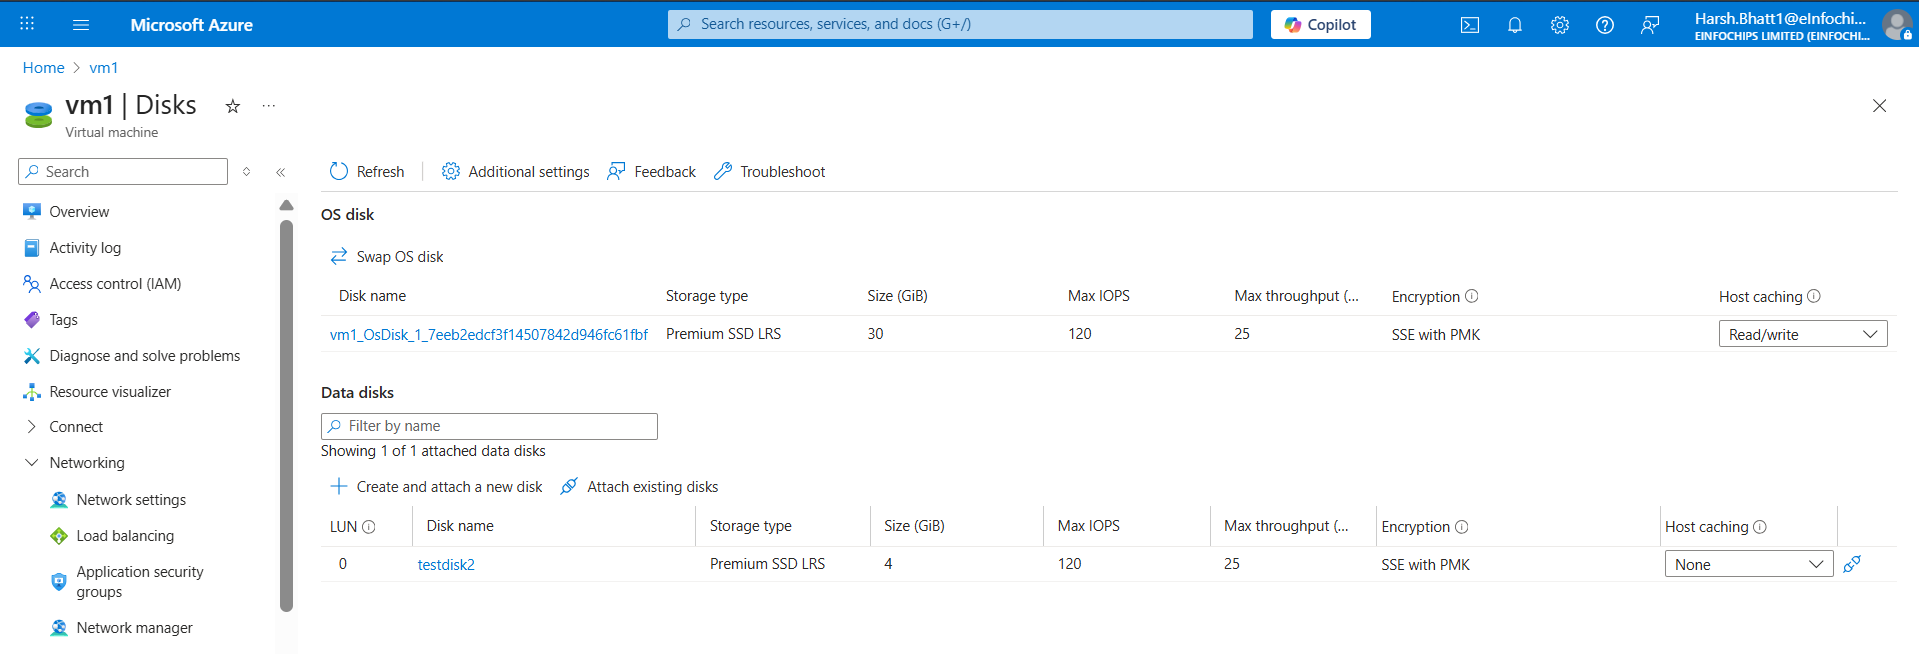 Microsoft Azure
Search resources, services, and docs (G+/)
Copilot
Harsh.Bhatt1@eInfochi...
EINFOCHIPS LIMITED (EINFOCHI...
Home > vm1
vm1 | Disks
Virtual machine
Search
Overview
Activity log
Access control (IAM)
Tags
Diagnose and solve problems
Resource visualizer
Connect
Networking
Network settings
Load balancing
Application security
groups
Network manager
Refresh Additional settings Feedback Troubleshoot
OS disk
Swap OS disk
Disk name Storage type Size (GiB) Max IOPS Max throughput (... Encryption Host caching
vm1_OsDisk_1_7eeb2edcf3f14507842d946fc61fbf Premium SSD LRS 30 120 25 SSE with PMK Read/write
Data disks
Filter by name
Showing 1 of 1 attached data disks
Create and attach a new disk Attach existing disks
LUN Disk name Storage type Size (GiB) Max IOPS Max throughput (... Encryption Host caching
0 testdisk2 Premium SSD LRS 4 120 25 SSE with PMK None